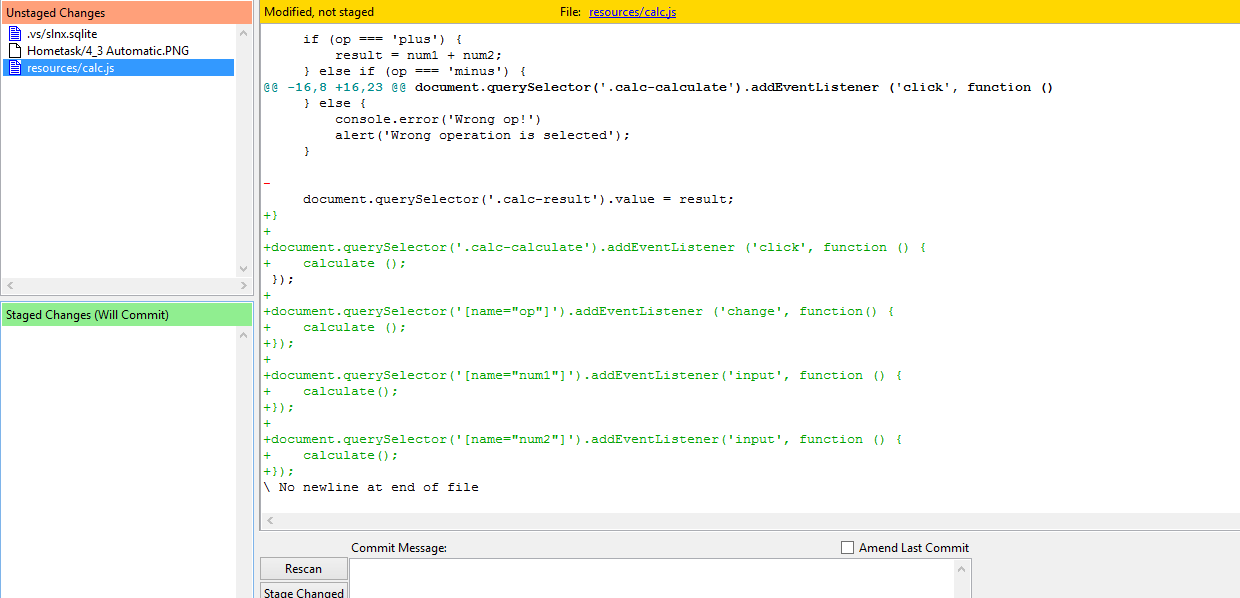 Unstaged Changes
.vs/slnx.sqlite
Hometask/4_3 Automatic.PNG
resources/calc.js
Staged Changes (Will Commit)
Modified, not staged File: resources/calc.js
    if (op === 'plus') {
        result = num1 + num2;
    } else if (op === 'minus') {
@@ -16,8 +16,23 @@ document.querySelector('.calc-calculate').addEventListener ('click', function ()
    } else {
        console.error('Wrong op!')
        alert('Wrong operation is selected');
    }
-
    document.querySelector('.calc-result').value = result;
+}
+
+document.querySelector('.calc-calculate').addEventListener ('click', function () {
+    calculate ();
 });
+
+document.querySelector('[name="op"]').addEventListener ('change', function() {
+    calculate ();
+});
+
+document.querySelector('[name="num1"]').addEventListener('input', function () {
+    calculate();
+});
+
+document.querySelector('[name="num2"]').addEventListener('input', function () {
+    calculate();
+});
\ No newline at end of file
Commit Message:
Amend Last Commit
Rescan
Stage Changed